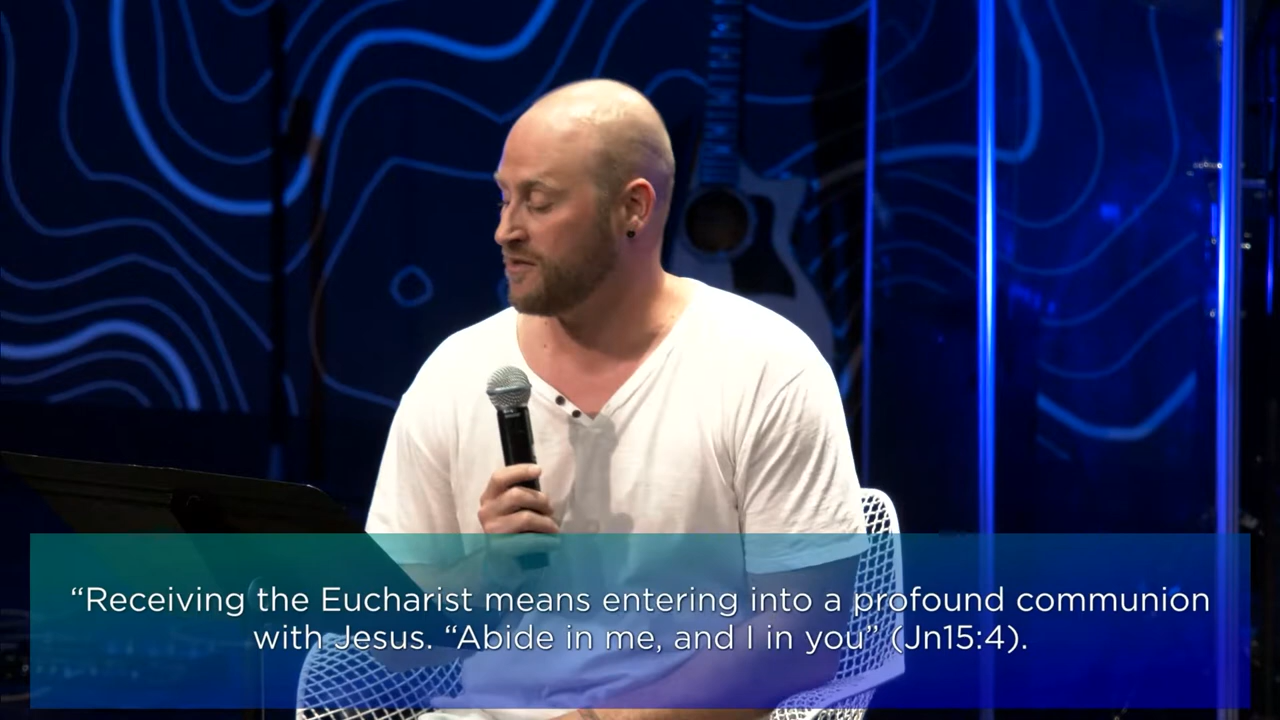 “Receiving the Eucharist means entering into a profound communion
with Jesus. “Abide in me, and I in you” (Jn15:4).